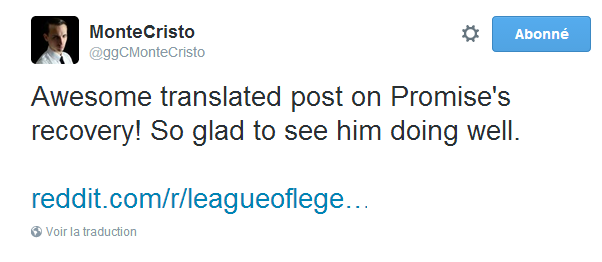 MonteCristo
@ggCMonteCristo
Abonné
Awesome translated post on Promise's
recovery! So glad to see him doing well.
reddit.com/r/leagueoflege…
Voir la traduction